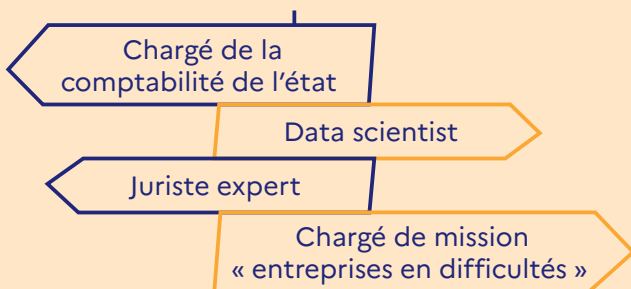 Chargé de la
comptabilité de l'état
Data scientist
Juriste expert
Chargé de mission
« entreprises en difficultés »